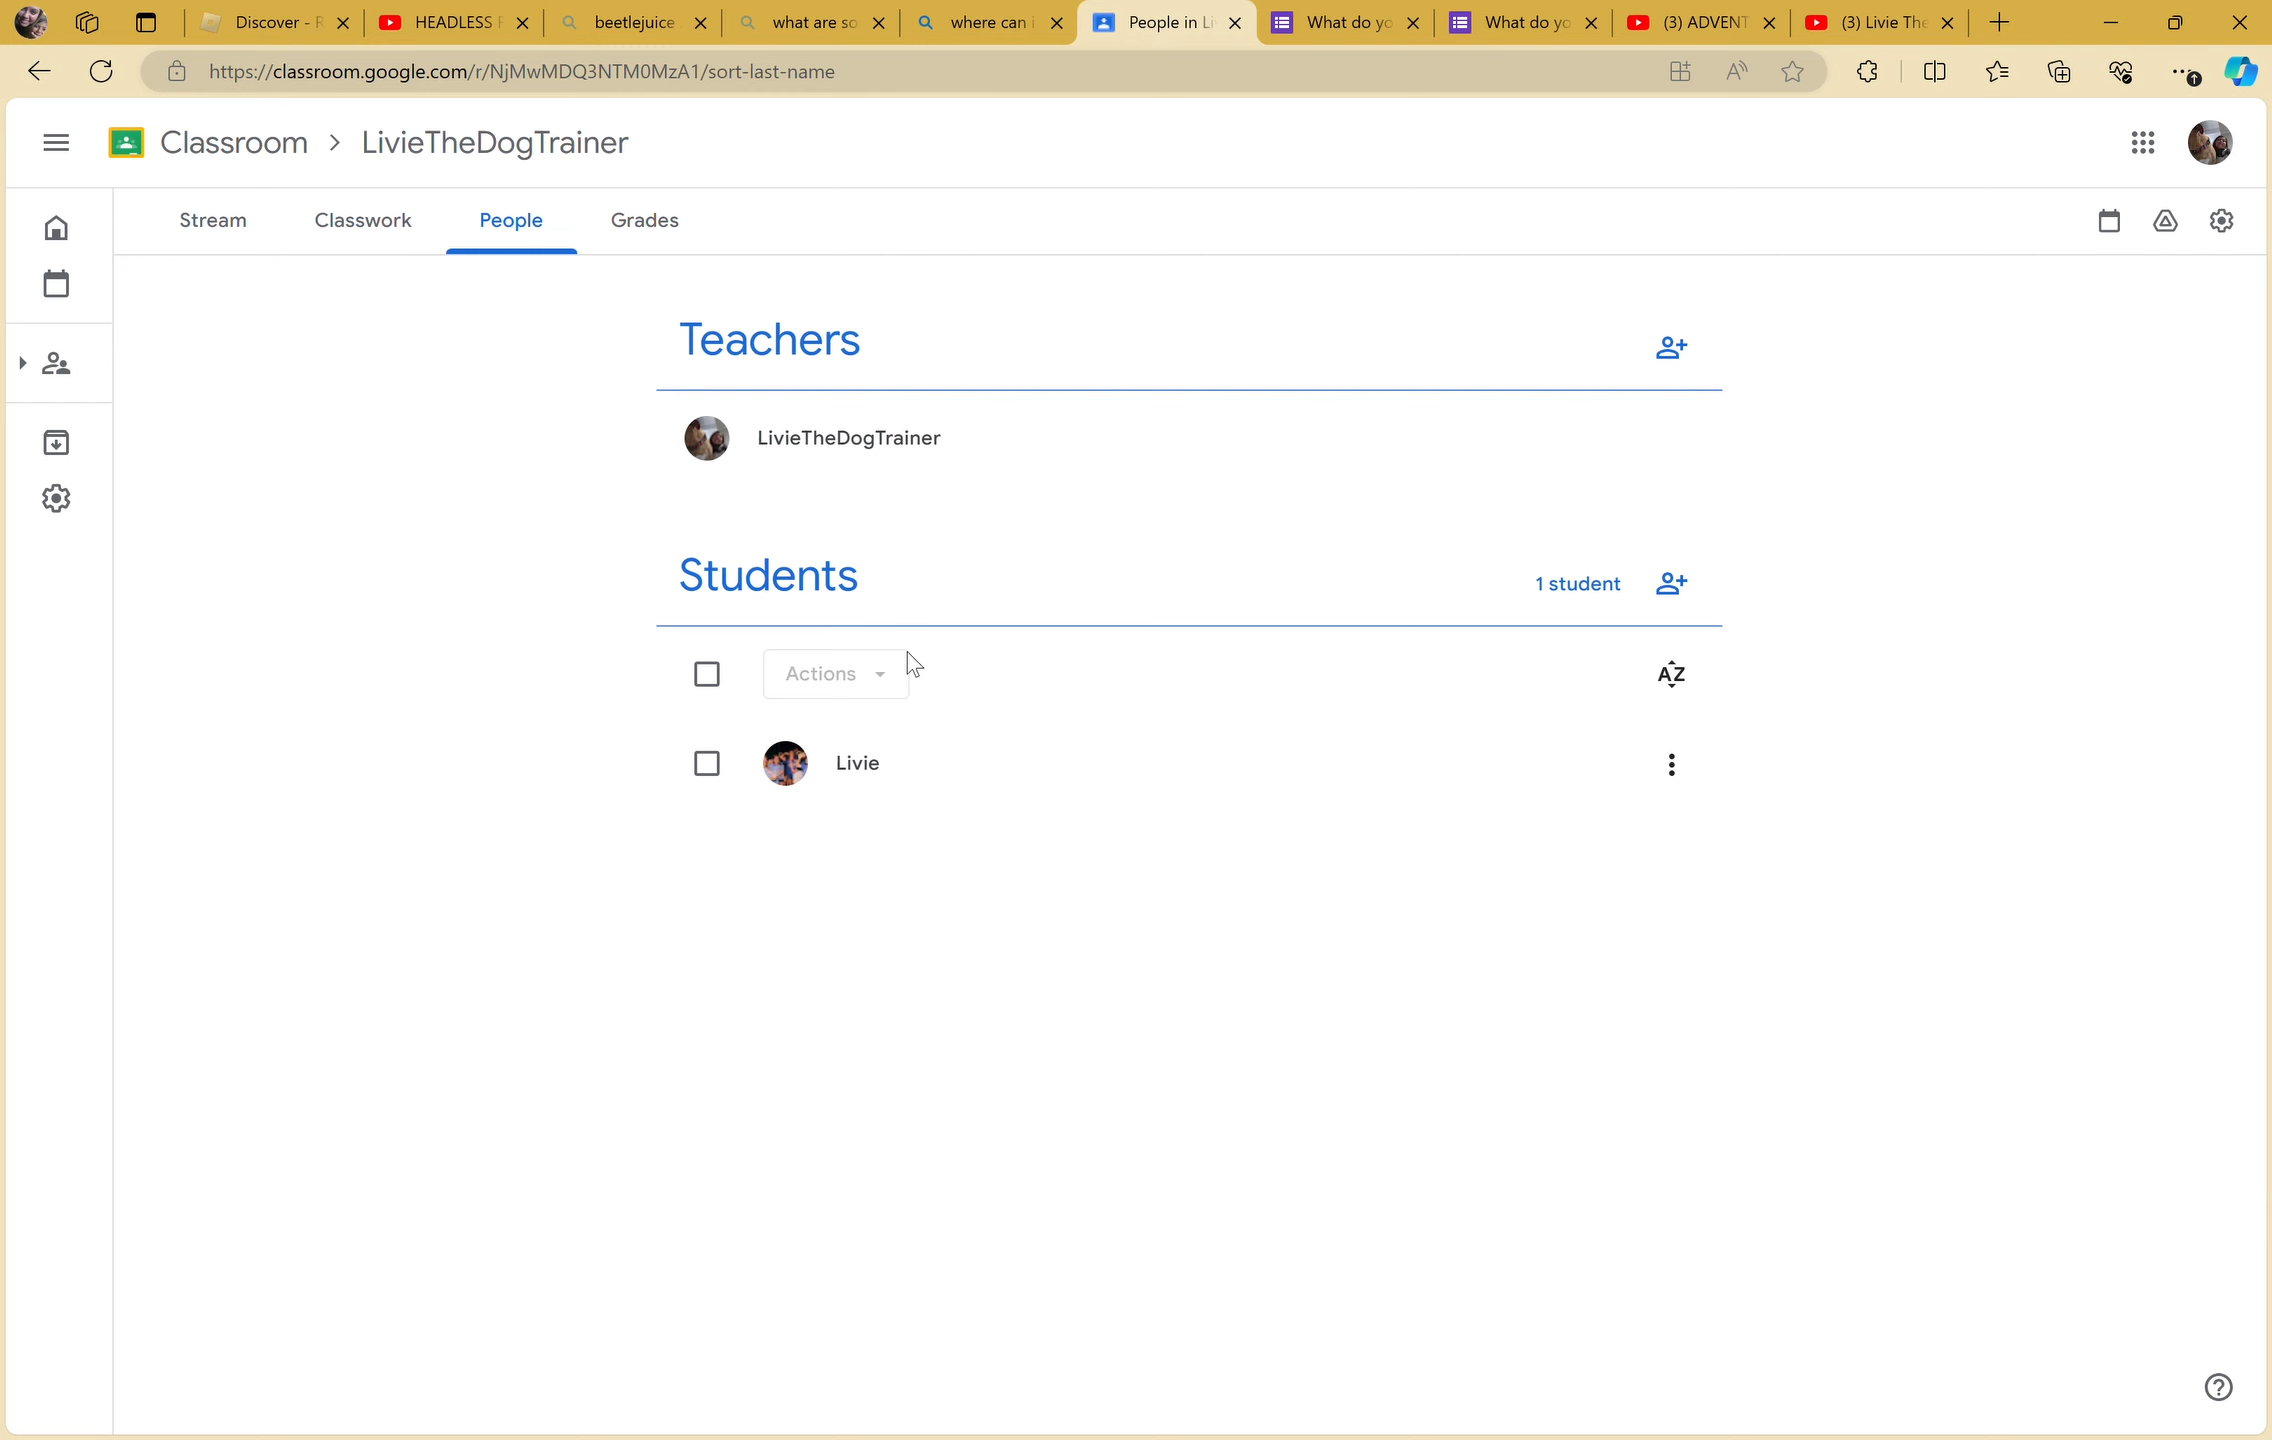 Discover - R
HEADLESS
beetlejuice
what are so
where can i
People in Li
What do yo
What do yo
(3) ADVENT
(3) Livie The
https://classroom.google.com/r/NjMwMDQ3NTM0MzA1/sort-last-name
Classroom > LivieTheDogTrainer
Stream
Classwork
People
Grades
Teachers
LivieTheDogTrainer
Students
1 student
Actions
AZ
Livie